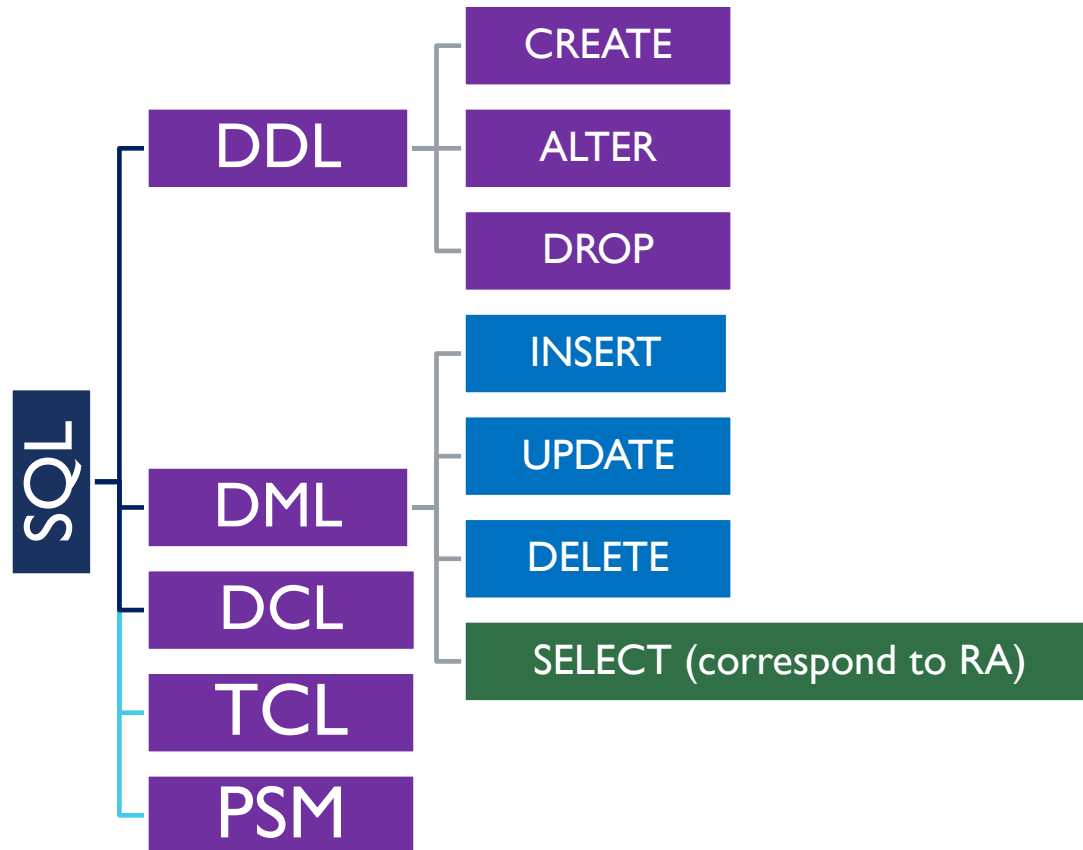 SQL
DDL
CREATE
ALTER
DROP
DML
INSERT
UPDATE
DELETE
SELECT (correspond to RA)
DCL
TCL
PSM